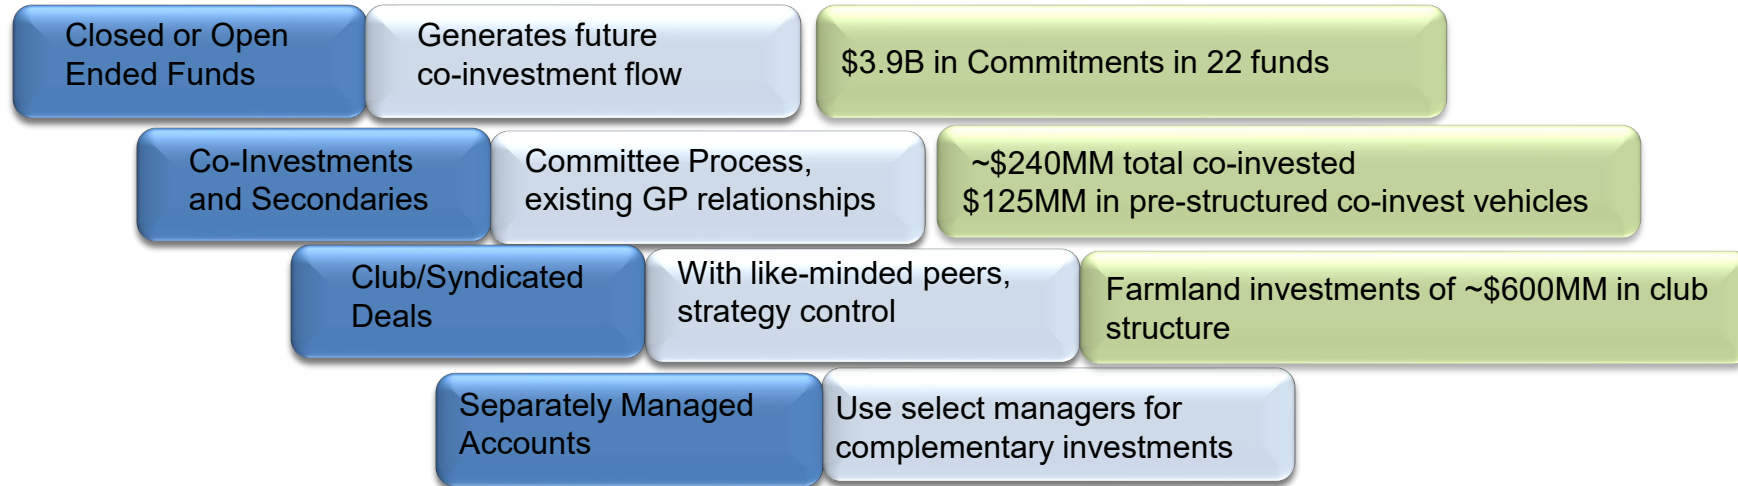 Closed or Open
Ended Funds
Generates future
co-investment flow
$3.9B in Commitments in 22 funds
Co-Investments
and Secondaries
Committee Process,
existing GP relationships
~$240MM total co-invested
$125MM in pre-structured co-invest vehicles
Club/Syndicated
Deals
With like-minded peers,
strategy control
Farmland investments of ~$600MM in club
structure
Separately Managed
Accounts
Use select managers for
complementary investments